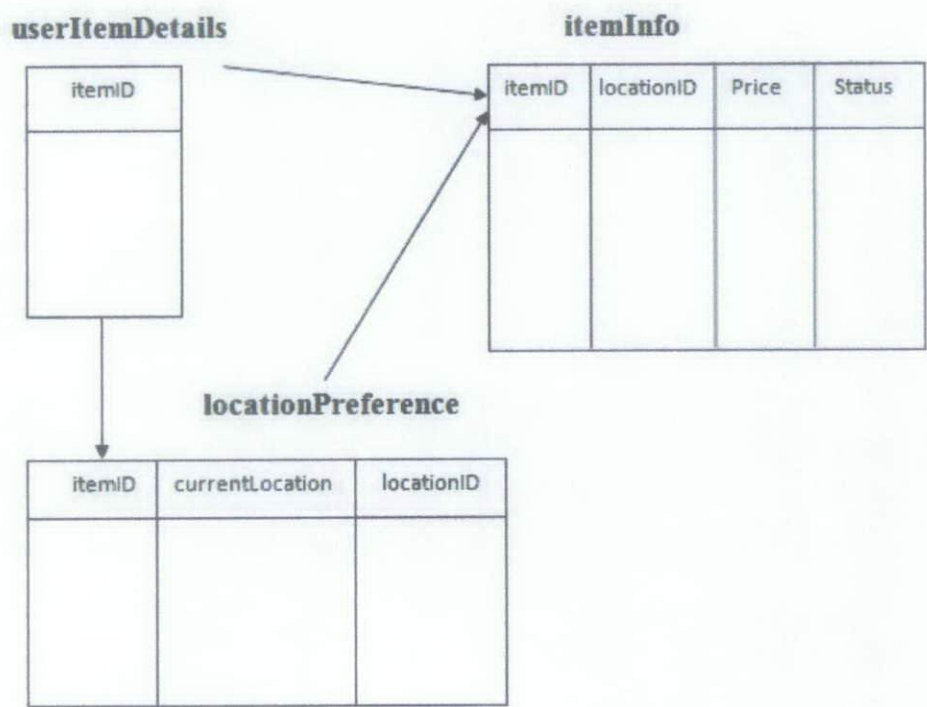 userItemDetails
itemInfo
itemID
itemID locationID Price Status
locationPreference
itemID currentLocation locationID